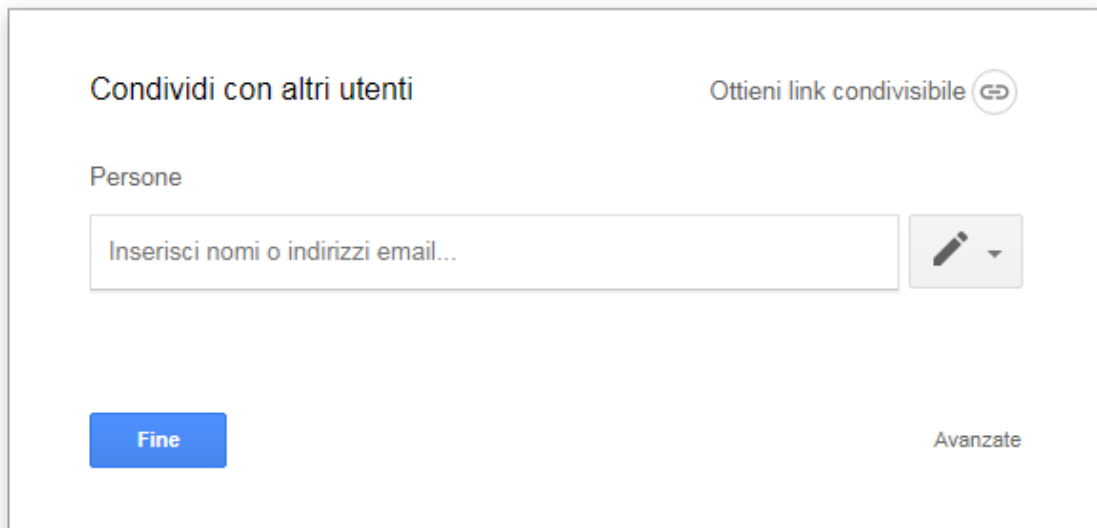 Condividi con altri utenti
Ottieni link condivisibile
Persone
Inserisci nomi o indirizzi email...
Fine
Avanzate